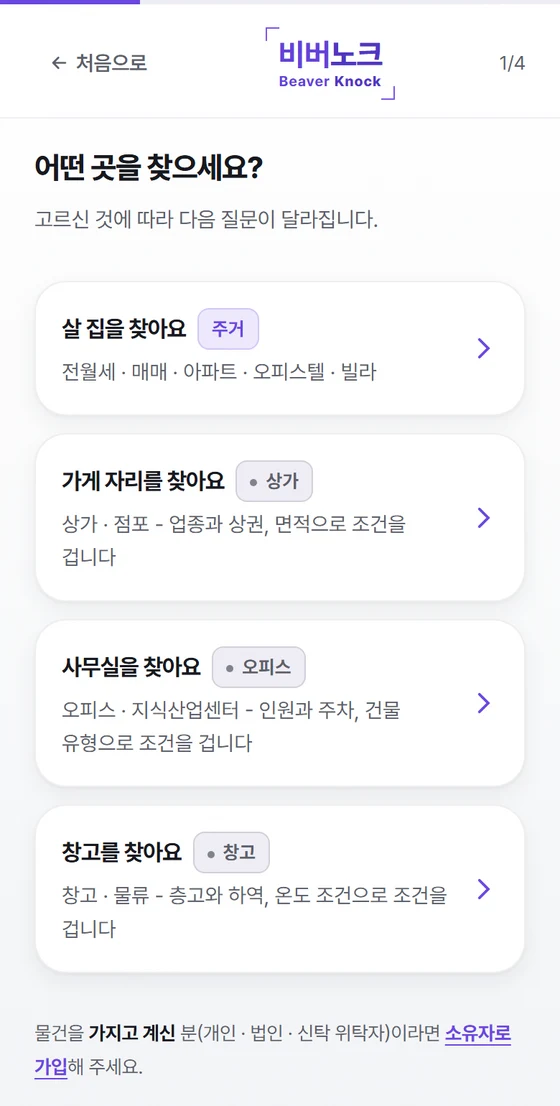 ← 처음으로
비버노크
Beaver Knock
1/4
어떤 곳을 찾으세요?
고르신 것에 따라 다음 질문이 달라집니다.
살 집을 찾아요 주거
전월세 · 매매 · 아파트 · 오피스텔 · 빌라
가게 자리를 찾아요 • 상가
상가 · 점포 - 업종과 상권, 면적으로 조건을
겁니다
사무실을 찾아요 • 오피스
오피스 · 지식산업센터 - 인원과 주차, 건물
유형으로 조건을 겁니다
창고를 찾아요 • 창고
창고 · 물류 - 층고와 하역, 온도 조건으로 조건을
겁니다
물건을 가지고 계신 분(개인 · 법인 · 신탁 위탁자)이라면 소유자로
가입해 주세요.